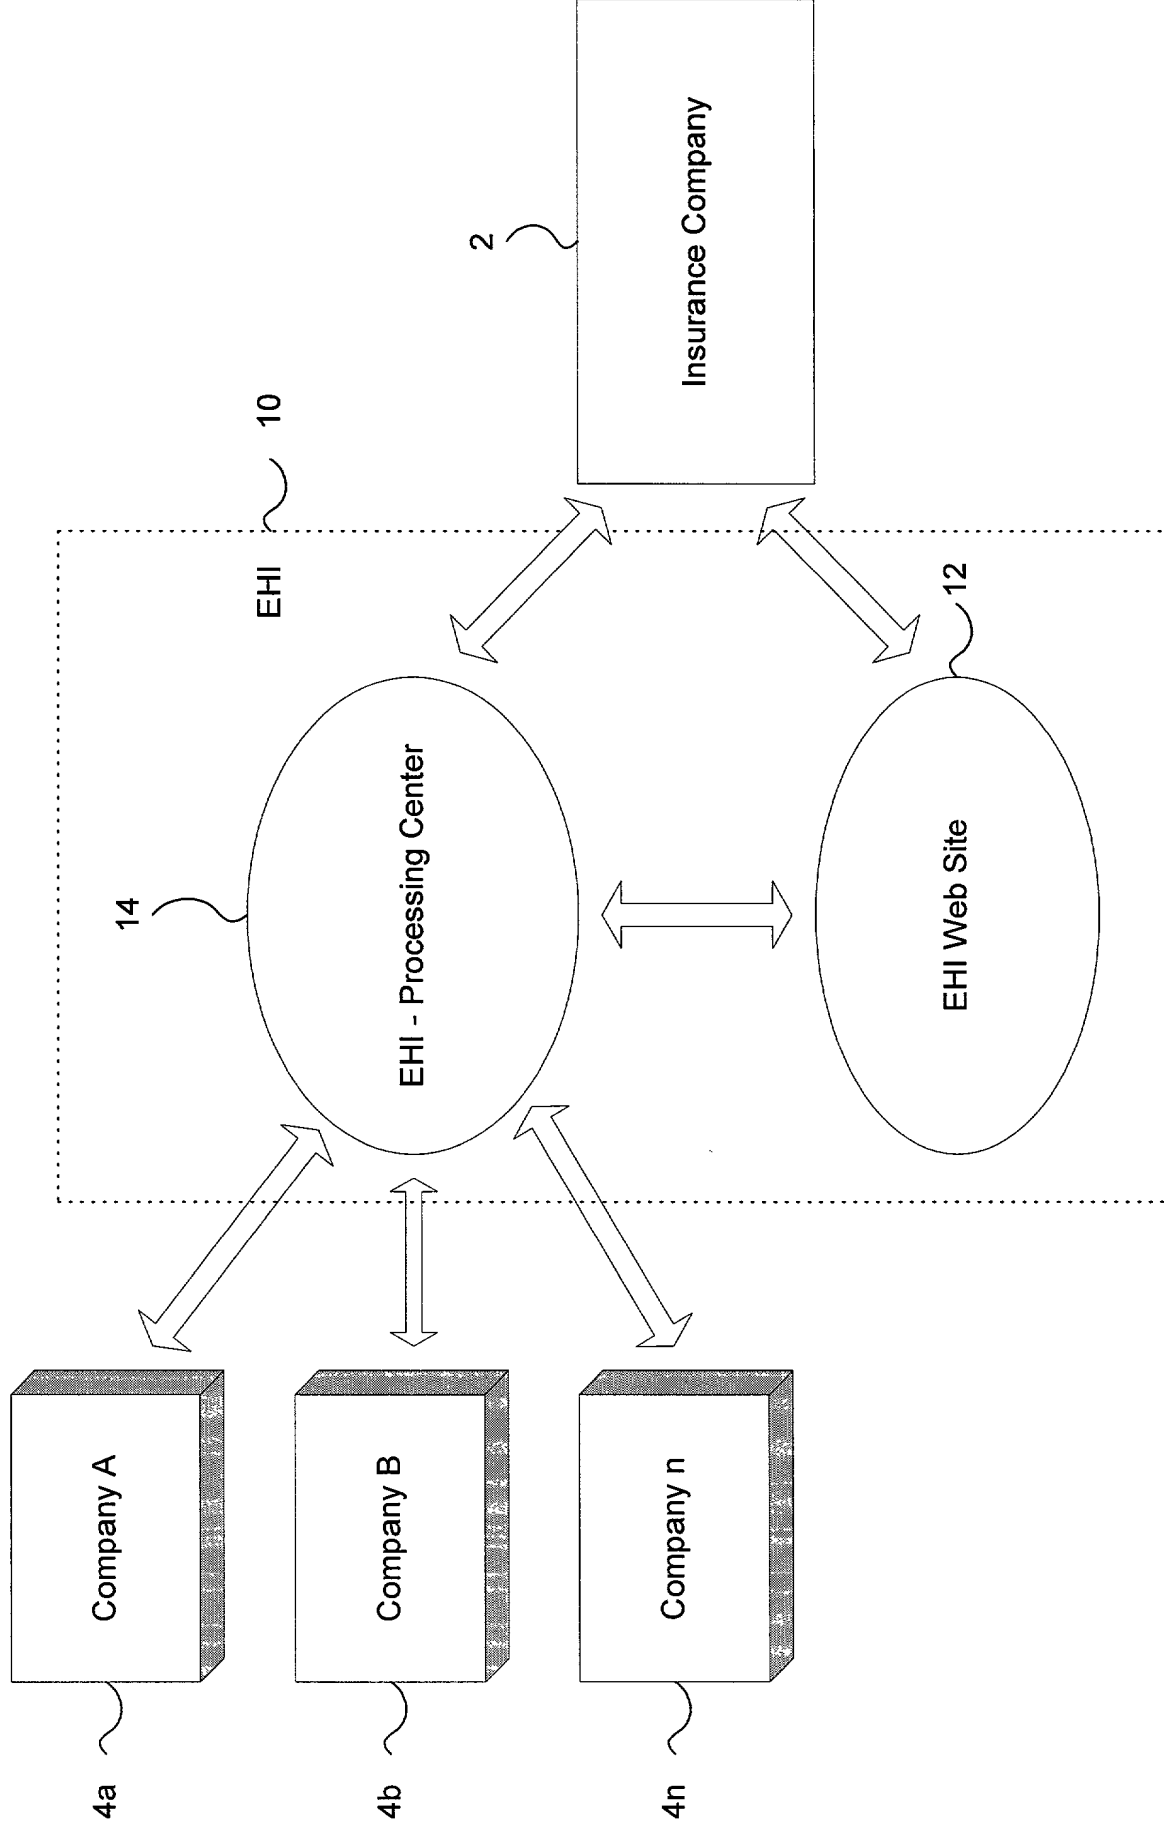 4a
Company A
4b
Company B
4n
Company n
14
EHI - Processing Center
EHI Web Site
12
EHI
10
2
Insurance Company